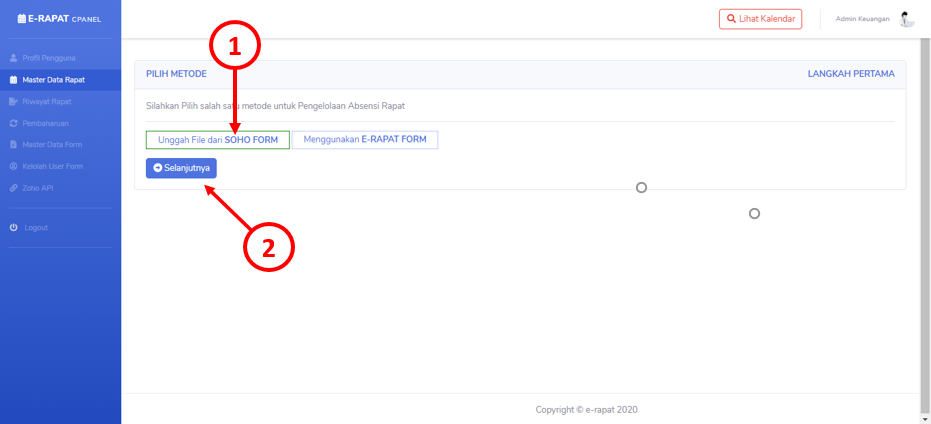 E-RAPAT CPANEL
Lihat Kalendar
Admin Keuangan
Profil Pengguna
Master Data Rapat
Riwayat Rapat
Pembaharuan
Master Data Form
Kelolah User Form
Zoho API
Logout
1
PILIH METODE
LANGKAH PERTAMA
Silahkan Pilih salah satu metode untuk Pengelolaan Absensi Rapat
Unggah File dari SOHO FORM
Menggunakan E-RAPAT FORM
Selanjutnya
2
Copyright © e-rapat 2020